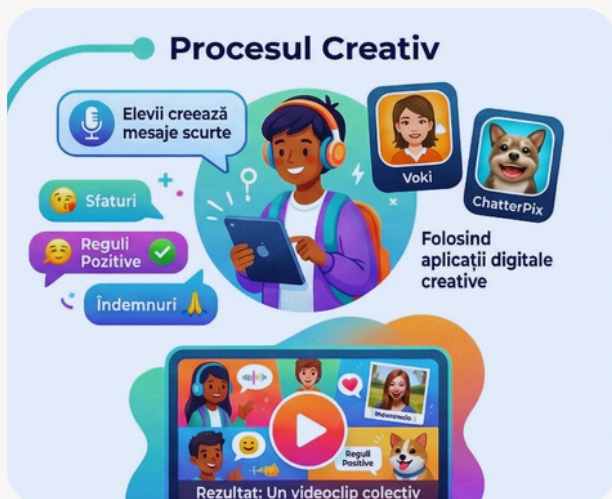 Procesul Creativ
Elevii creează
mesaje scurte
Voki
ChatterPix
Sfaturi
Reguli
Pozitive
Îndemnuri
Folosind
aplicații digitale
creative
Reguli
Positive
Rezultat: Un videoclip colectiv